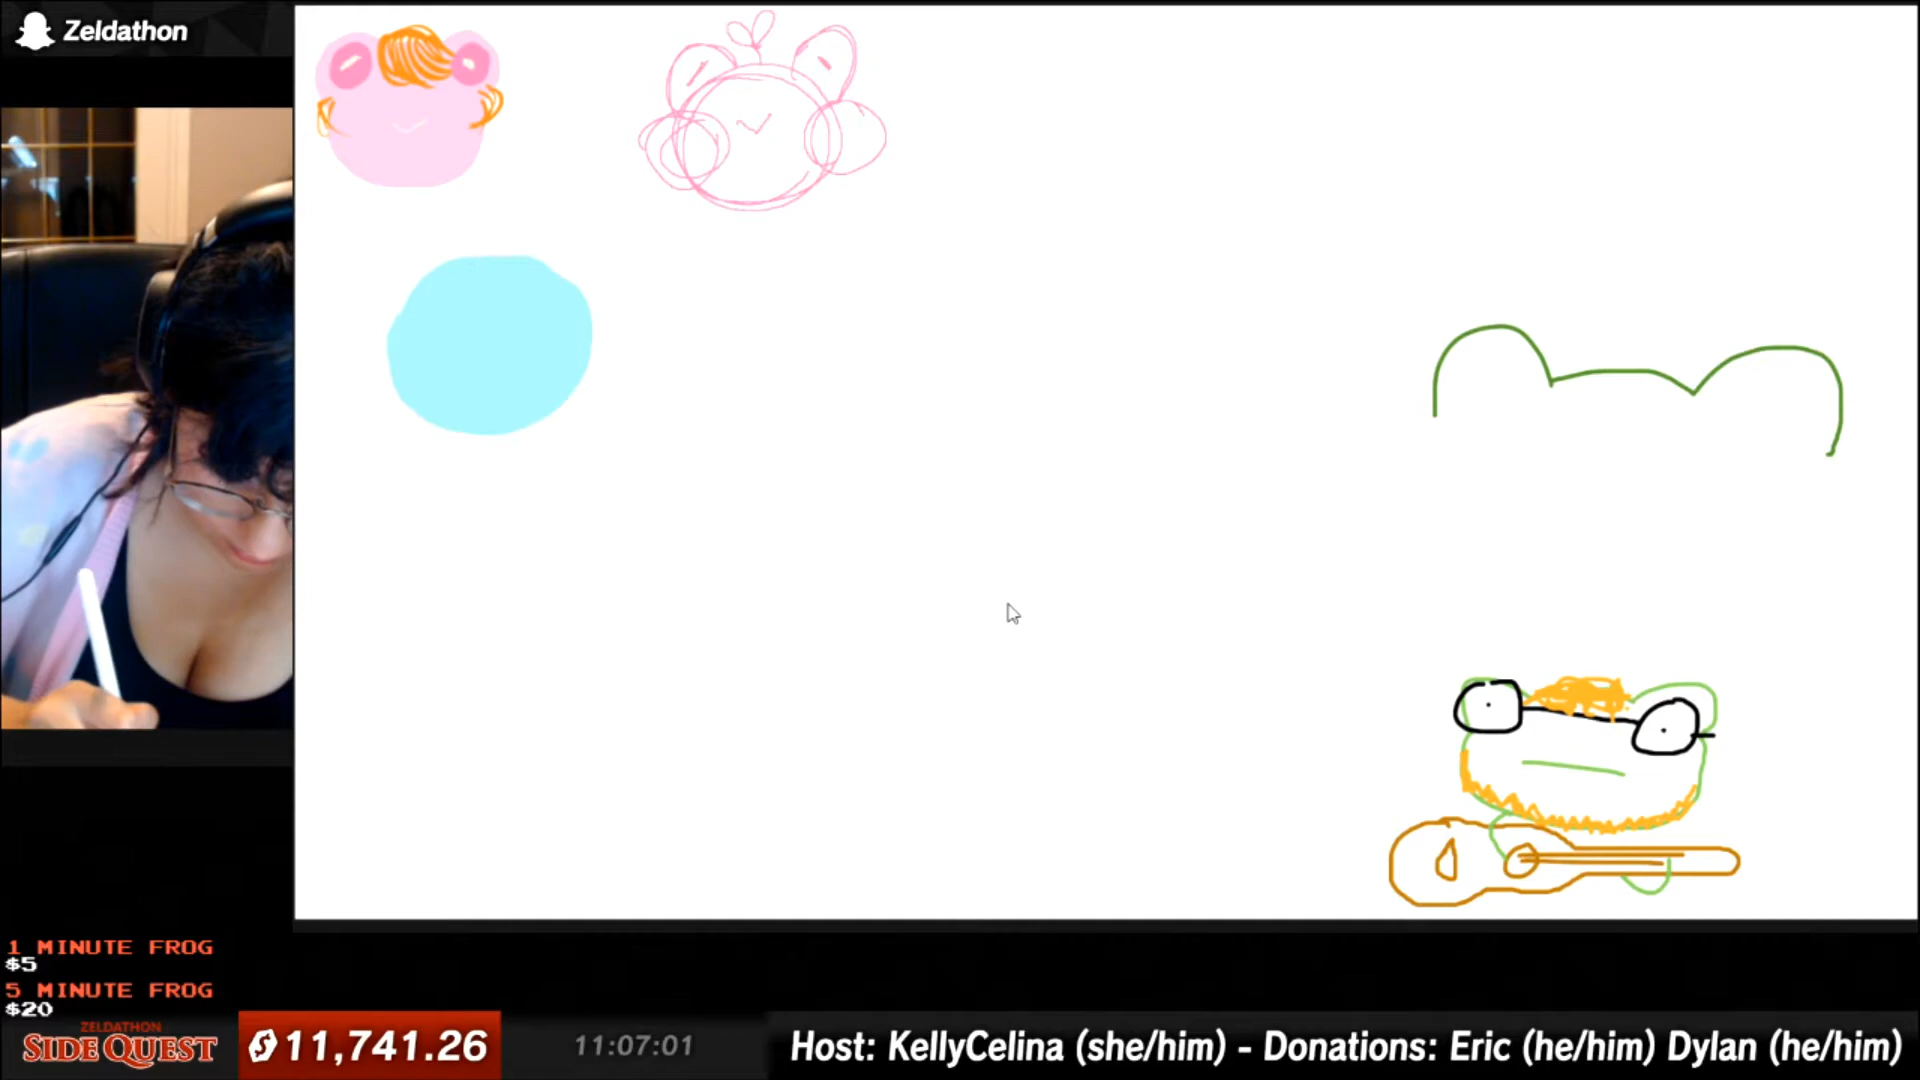 Zeldathon
1 MINUTE FROG
$5
5 MINUTE FROG
$20
ZELDATHON
SIDE QUEST
11,741.26
11:07:01
Host: KellyCelina (she/him) - Donations: Eric (he/him) Dylan (he/him)